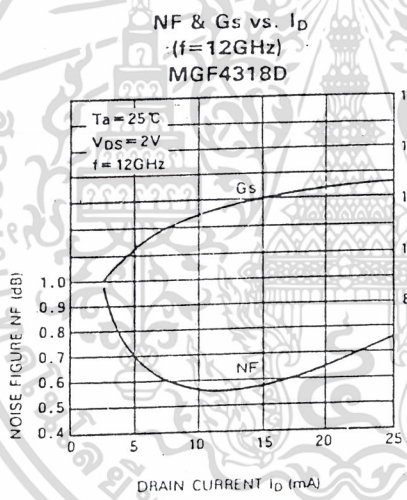 NF & Gs vs. ID
(f=12GHz)
MGF4318D
Ta=25℃
VDS=2V
f=12GHz
Gs
NF
NOISE FIGURE NF (dB)
1.0
0.9
0.8
0.7
0.6
0.5
0.4
8
0
5
10
15
20
25
DRAIN CURRENT ID (mA)